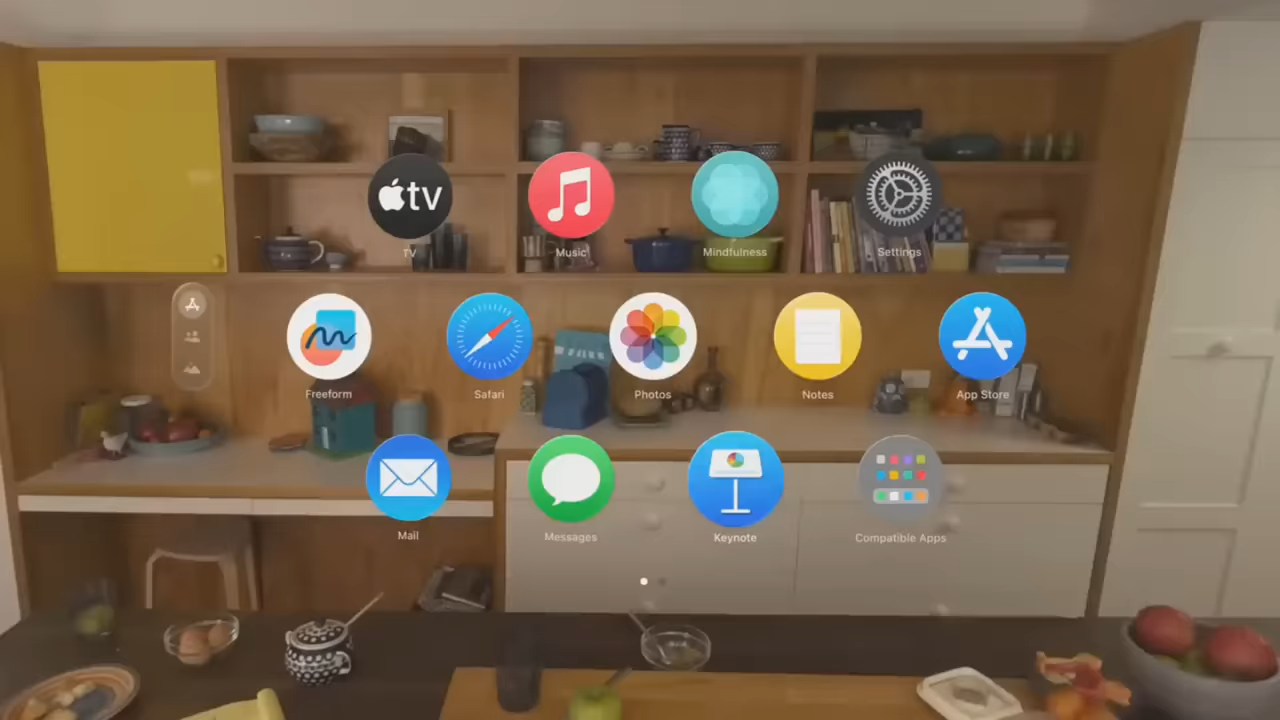 tv
TV
Music
Mindfulness
Settings
Freeform
Safari
Photos
Notes
App Store
Mail
Messages
Keynote
Compatible Apps